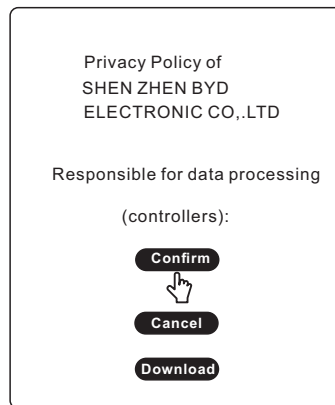 Privacy Policy of
SHEN ZHEN BYD
ELECTRONIC CO,.LTD
Responsible for data processing
(controllers):
Confirm
Cancel
Download